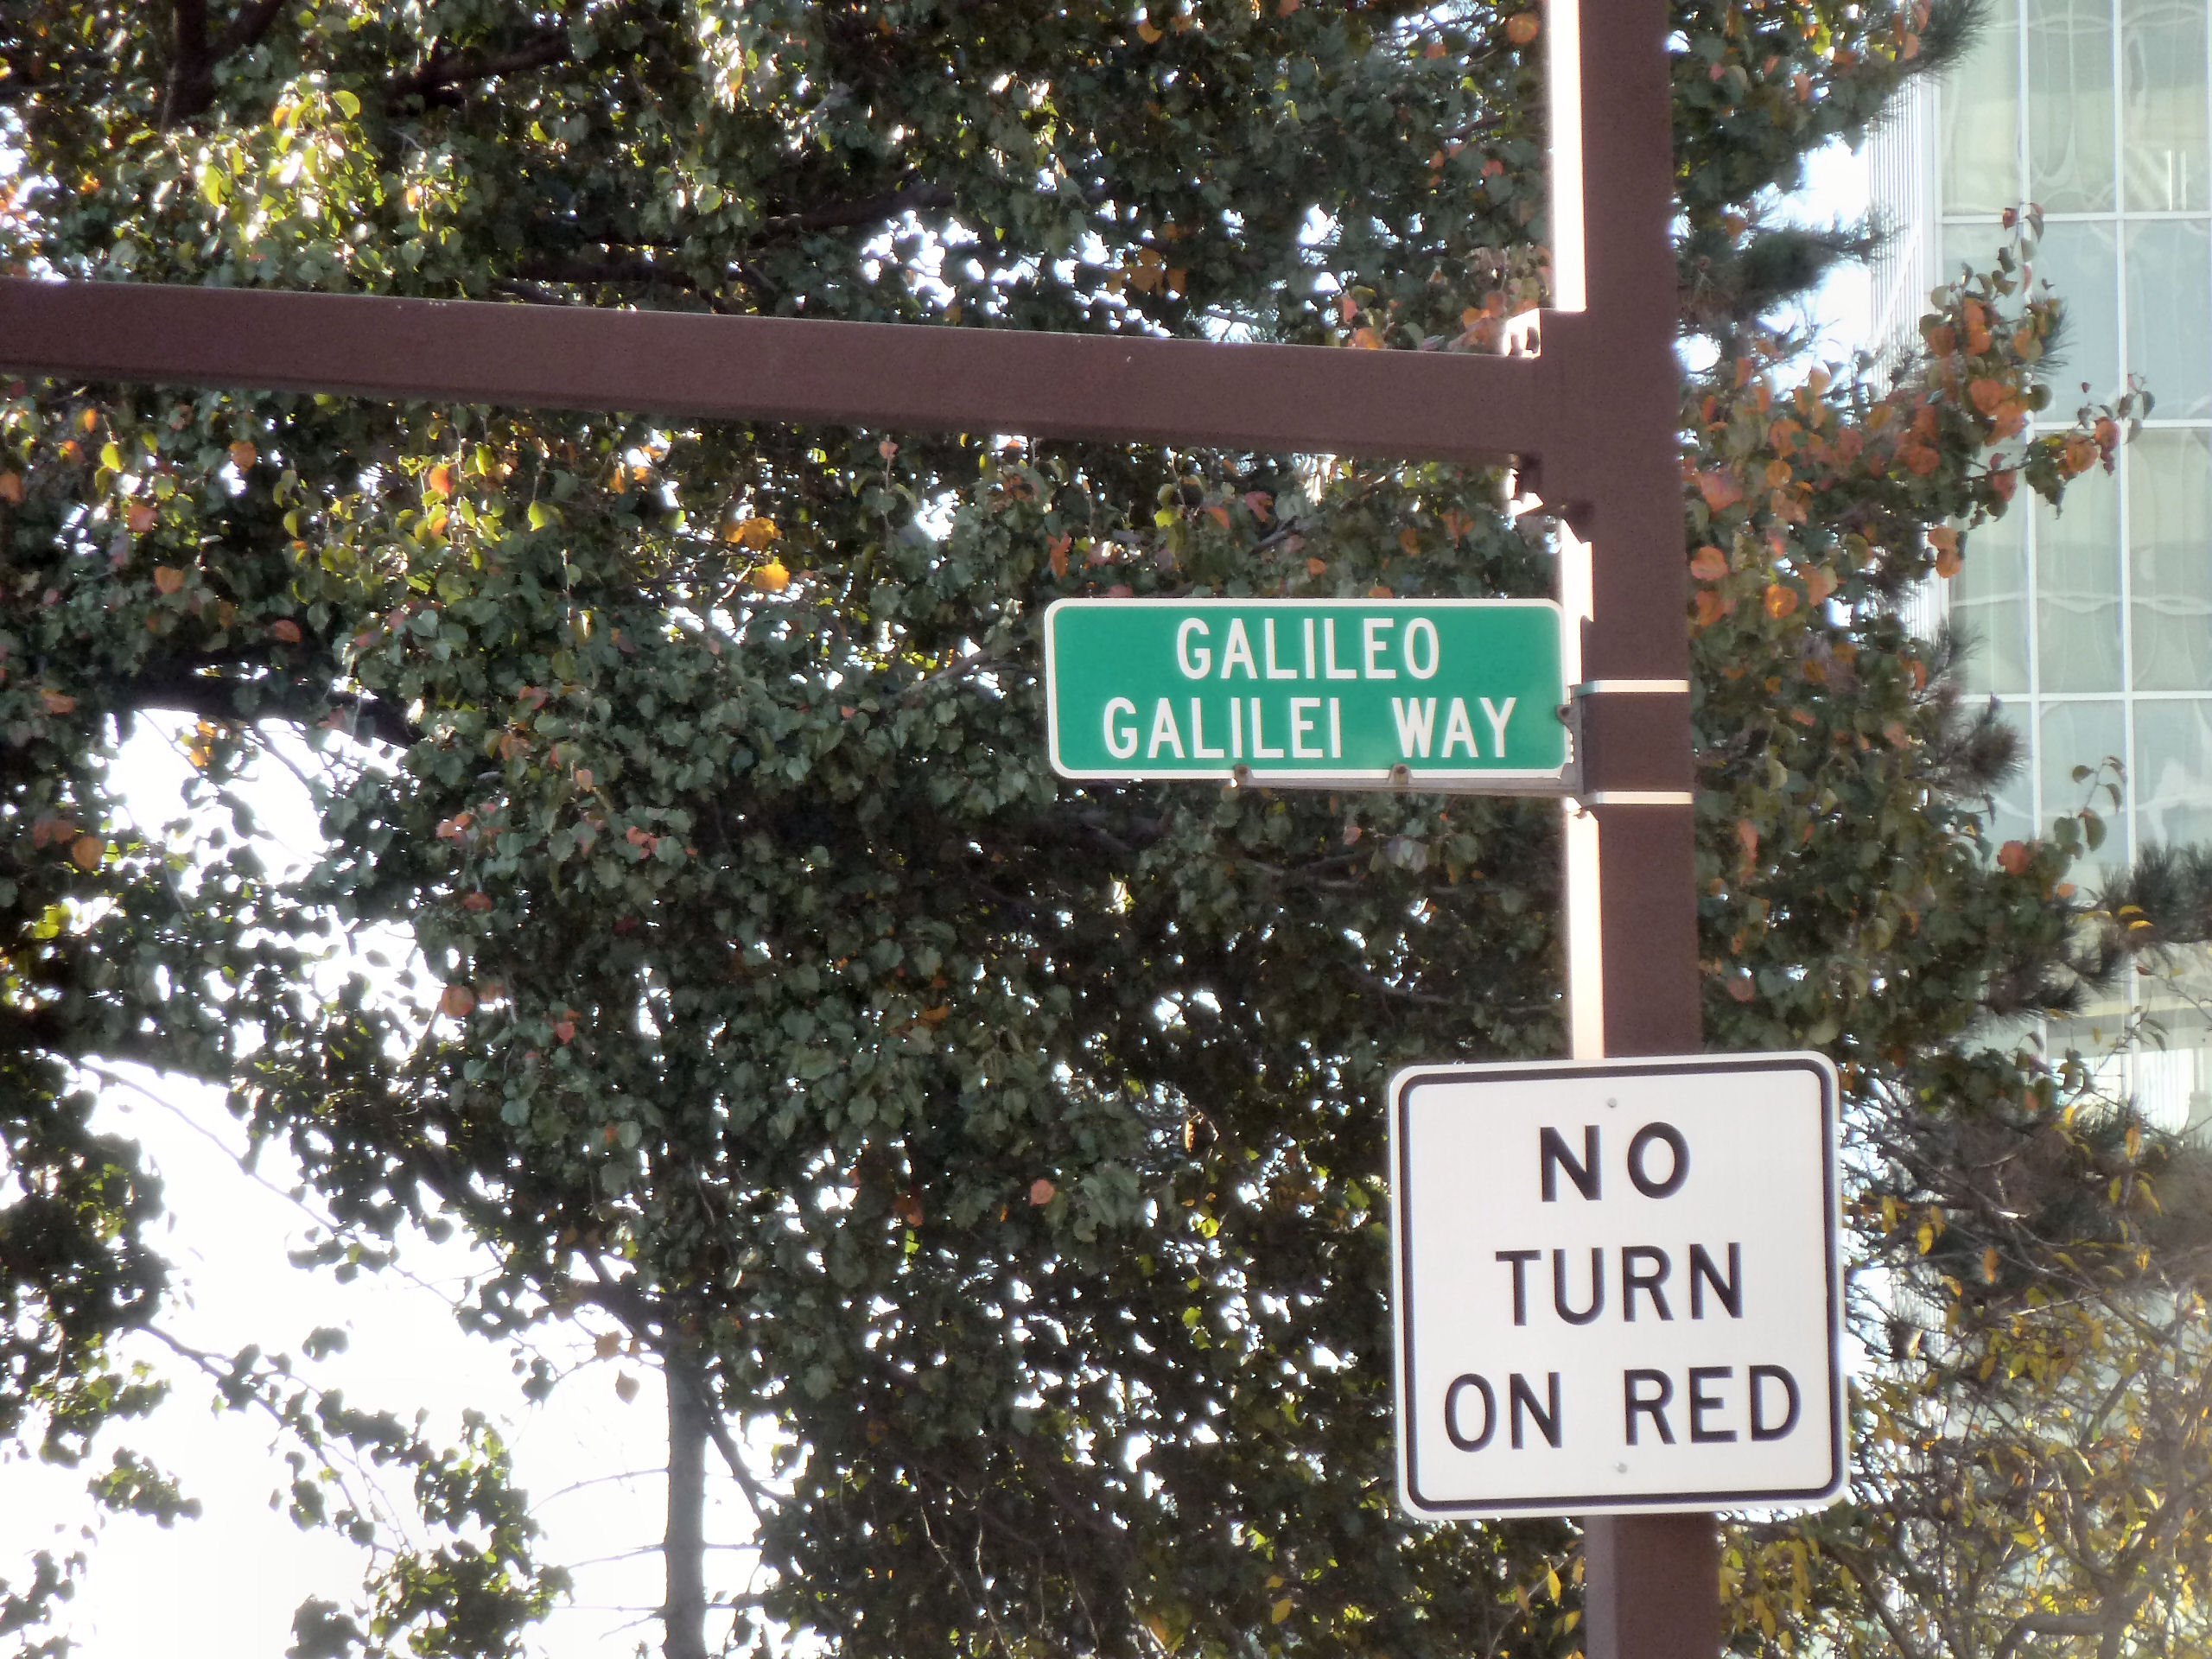 GALILEO
GALILEI WAY
NO
TURN
ON RED